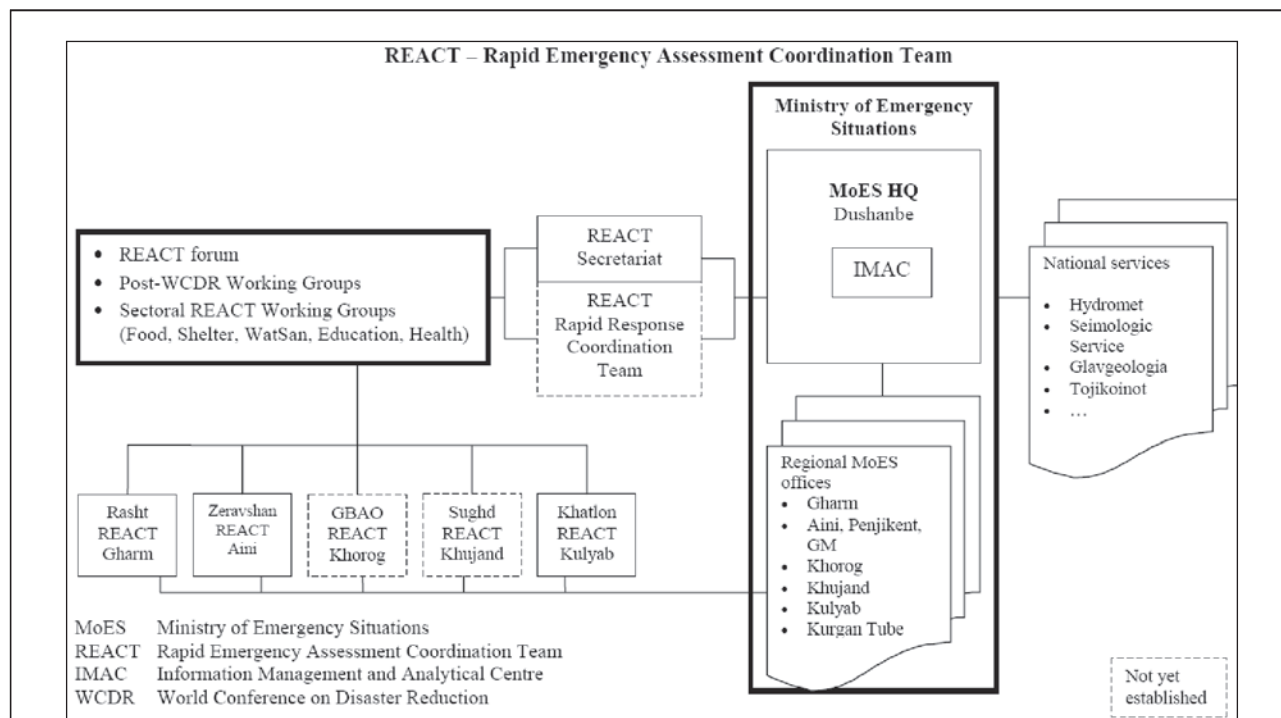 REACT – Rapid Emergency Assessment Coordination Team
Ministry of Emergency
Situations
MoES HQ
Dushanbe
IMAC
REACT
Secretariat
REACT
Rapid Response
Coordination
Team
• REACT forum
• Post-WCDR Working Groups
• Sectoral REACT Working Groups
(Food, Shelter, WatSan, Education, Health)
National services
• Hydromet
• Seimologic
Service
• Glavgeologia
• Tojikoinot
• ...
Regional MoES
offices
• Gharm
• Aini, Penjikent,
GM
• Khorog
• Khujand
• Kulyab
• Kurgan Tube
Rasht
REACT
Gharm
Zeravshan
REACT
Aini
GBAO
REACT
Khorog
Sughd
REACT
Khujand
Khatlon
REACT
Kulyab
MoES Ministry of Emergency Situations
REACT Rapid Emergency Assessment Coordination Team
IMAC Information Management and Analytical Centre
WCDR World Conference on Disaster Reduction
Not yet
established